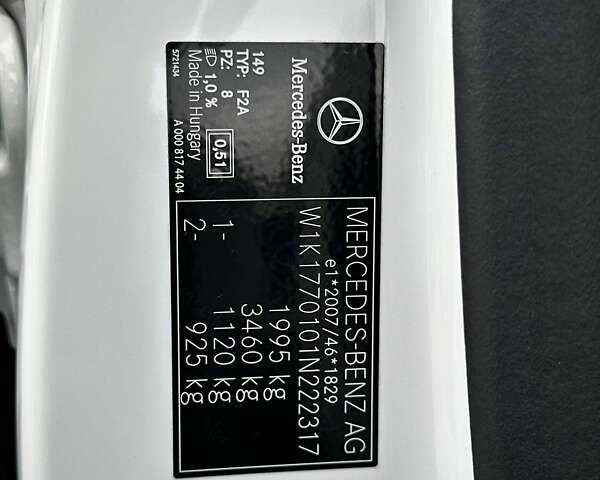 MERCEDES-BENZ AG
e1*2007/46*1829
W1K1770101N222317
1995 kg
3460 kg
1- 1120 kg
2- 925 kg
Mercedes-Benz
149
TYP: F2A
PZ: 8
1,0 % 0,51
Made in Hungary
A 000 817 44 04
5721434